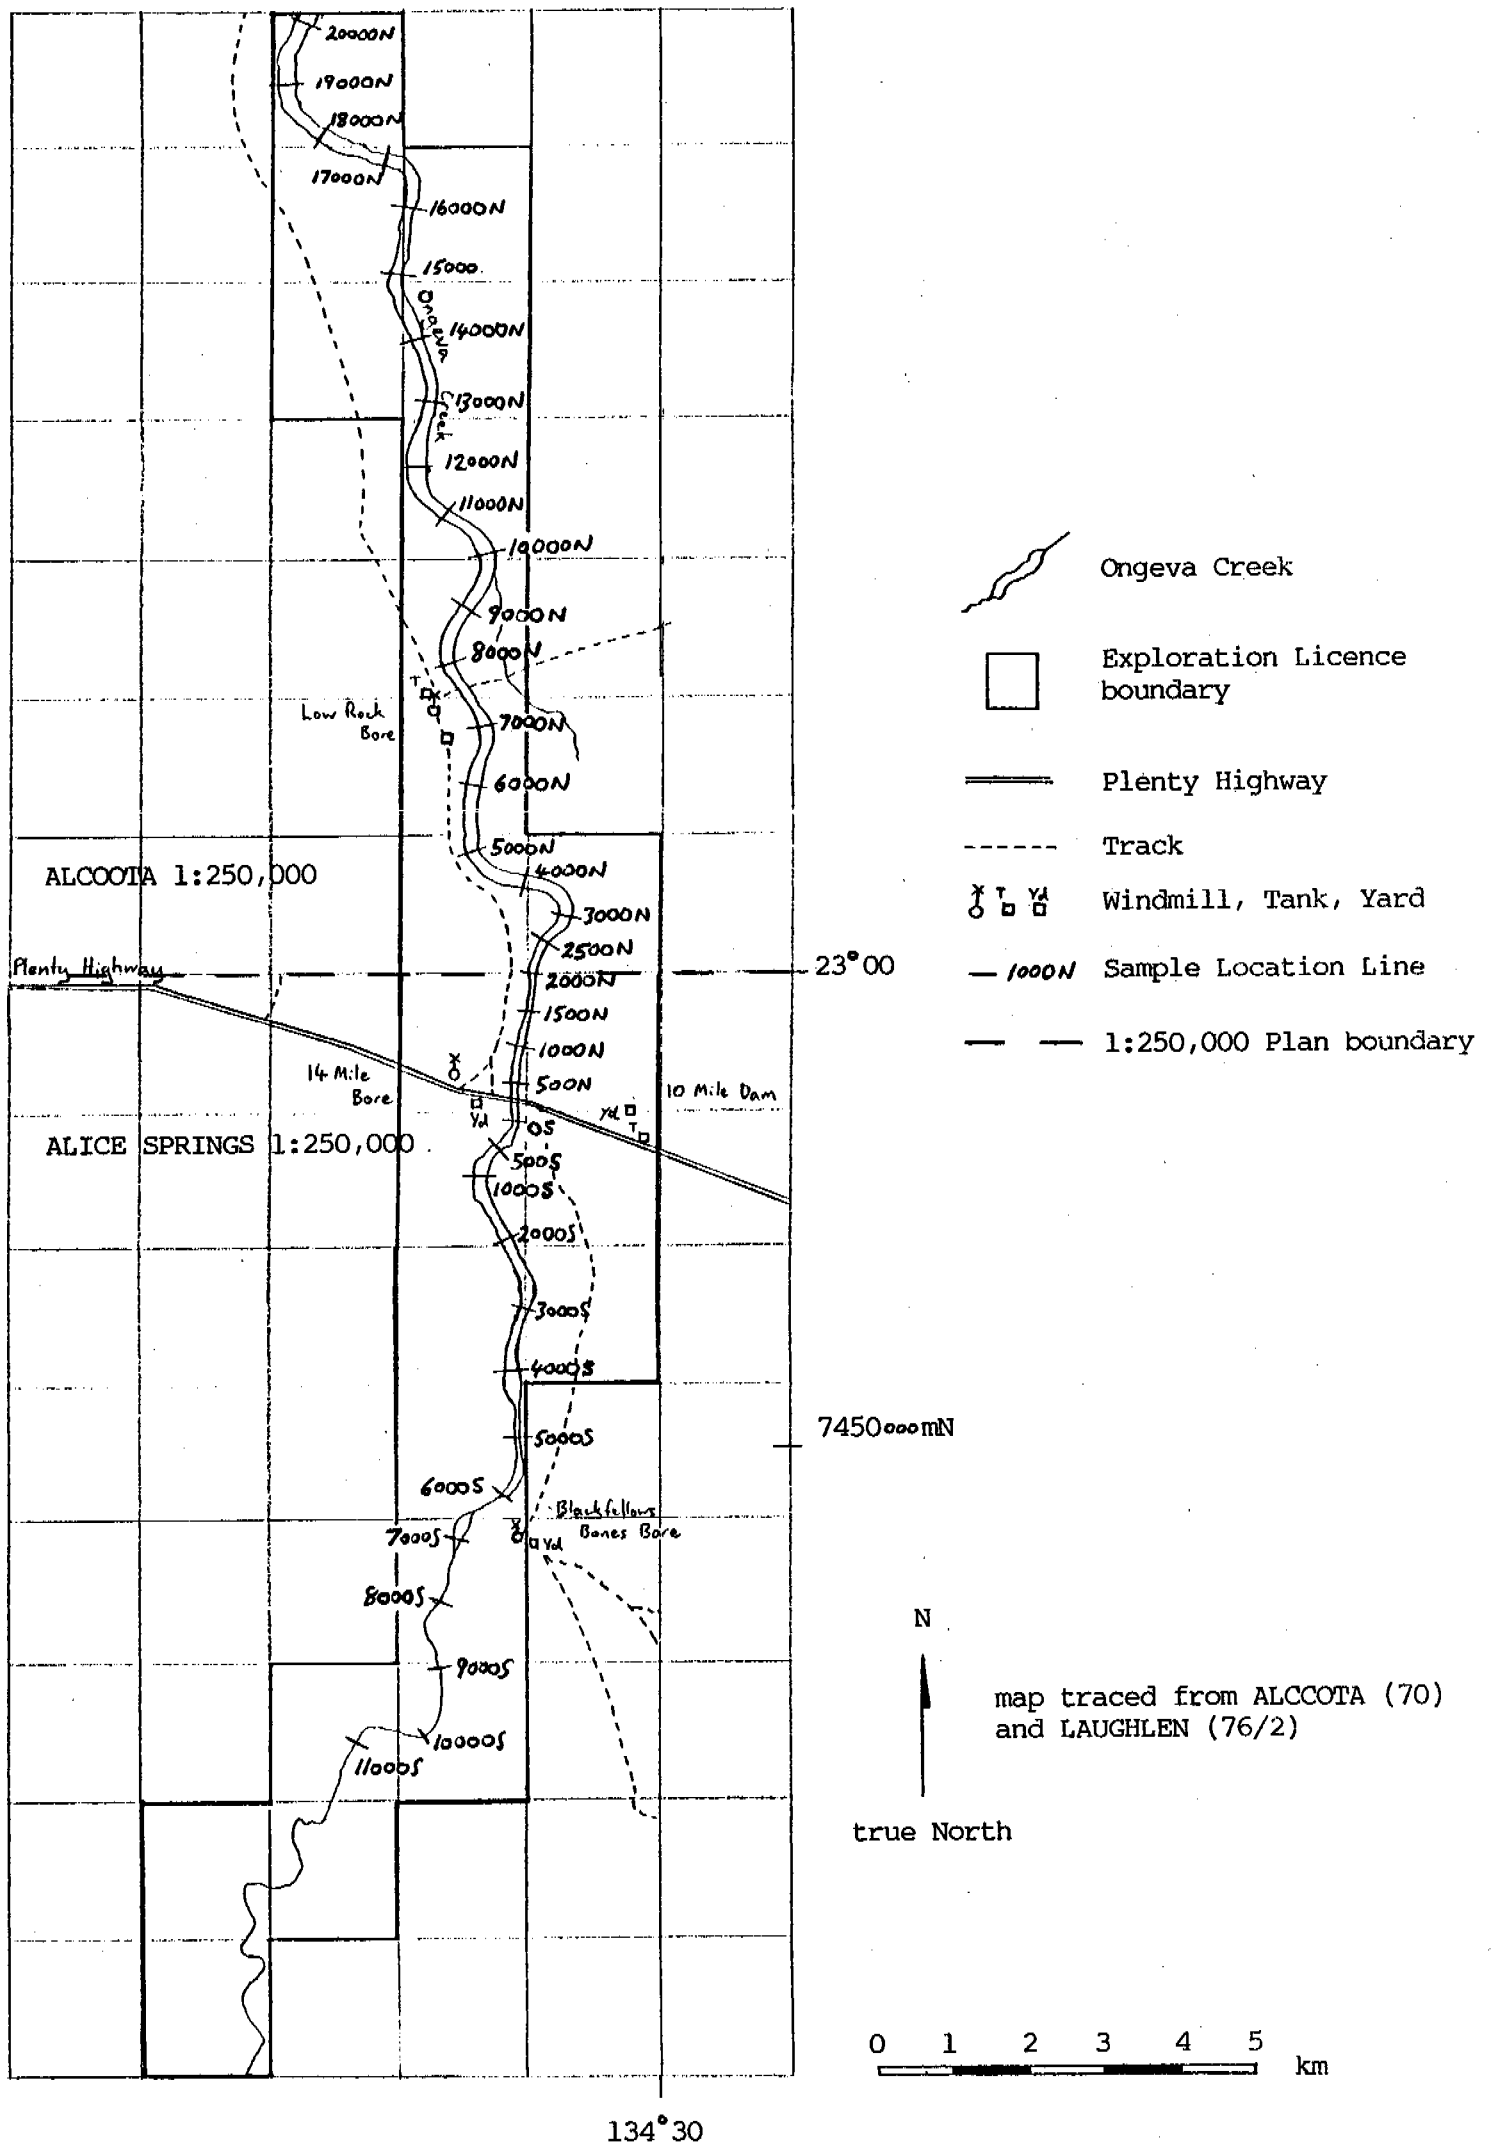 20000N
19000N
18000N
17000N
16000N
15000
Ongeva
14000N
Creek
13000N
12000N
11000N
10000N
9000N
8000N
T
Low Rock
Bore
7000N
6000N
5000N
4000N
3000N
2500N
ALCOOTA 1:250,000
Plenty Highway
23°00
2000N
1500N
1000N
500N
14 Mile
Bore
Yd
10 Mile Dam
Yd
T
OS
ALICE SPRINGS 1:250,000
500S
1000S
2000S
3000S
4000S
5000S
7450000mN
6000S
Blackfellows
Bones Bore
Yd
7000S
8000S
9000S
10000S
11000S
134°30
Ongeva Creek
Exploration Licence
boundary
Plenty Highway
Track
T Yd
Windmill, Tank, Yard
1000N Sample Location Line
1:250,000 Plan boundary
N
true North
map traced from ALCCOTA (70)
and LAUGHLEN (76/2)
0 1 2 3 4 5
km